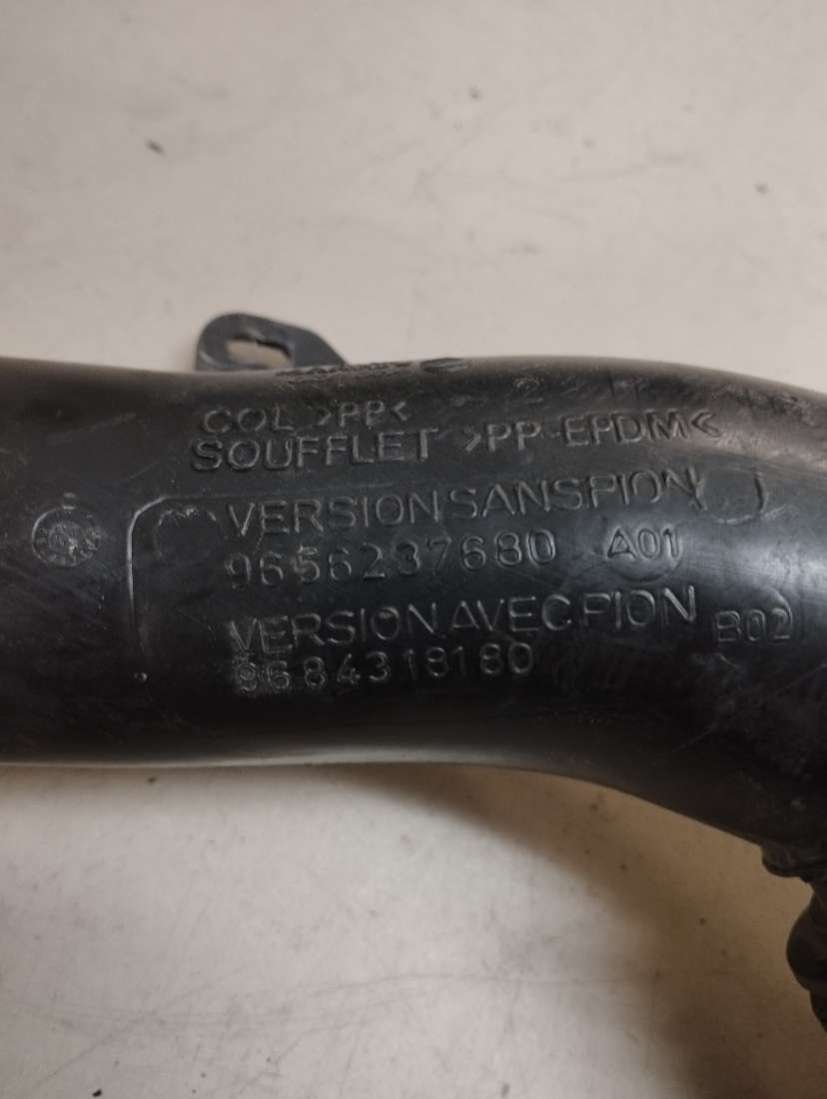 COL >PP<
SOUFFLET >PP-EPDM<
VERSION SANS PION
9656237680 A01
VERSION AVEC PION B02
9684318180